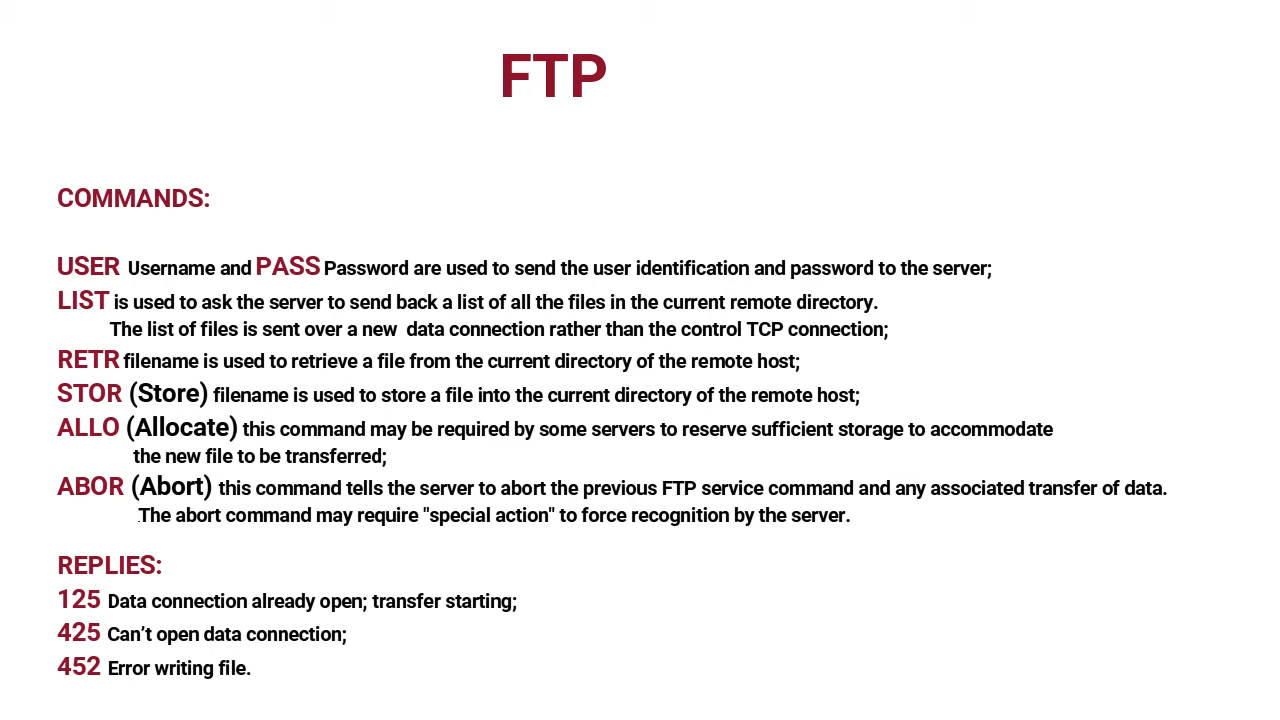 FTP
COMMANDS:
USER Username and PASS Password are used to send the user identification and password to the server;
LIST is used to ask the server to send back a list of all the files in the current remote directory.
The list of files is sent over a new data connection rather than the control TCP connection;
RETR filename is used to retrieve a file from the current directory of the remote host;
STOR (Store) filename is used to store a file into the current directory of the remote host;
ALLO (Allocate) this command may be required by some servers to reserve sufficient storage to accommodate
the new file to be transferred;
ABOR (Abort) this command tells the server to abort the previous FTP service command and any associated transfer of data.
.The abort command may require "special action" to force recognition by the server.
REPLIES:
125 Data connection already open; transfer starting;
425 Can’t open data connection;
452 Error writing file.